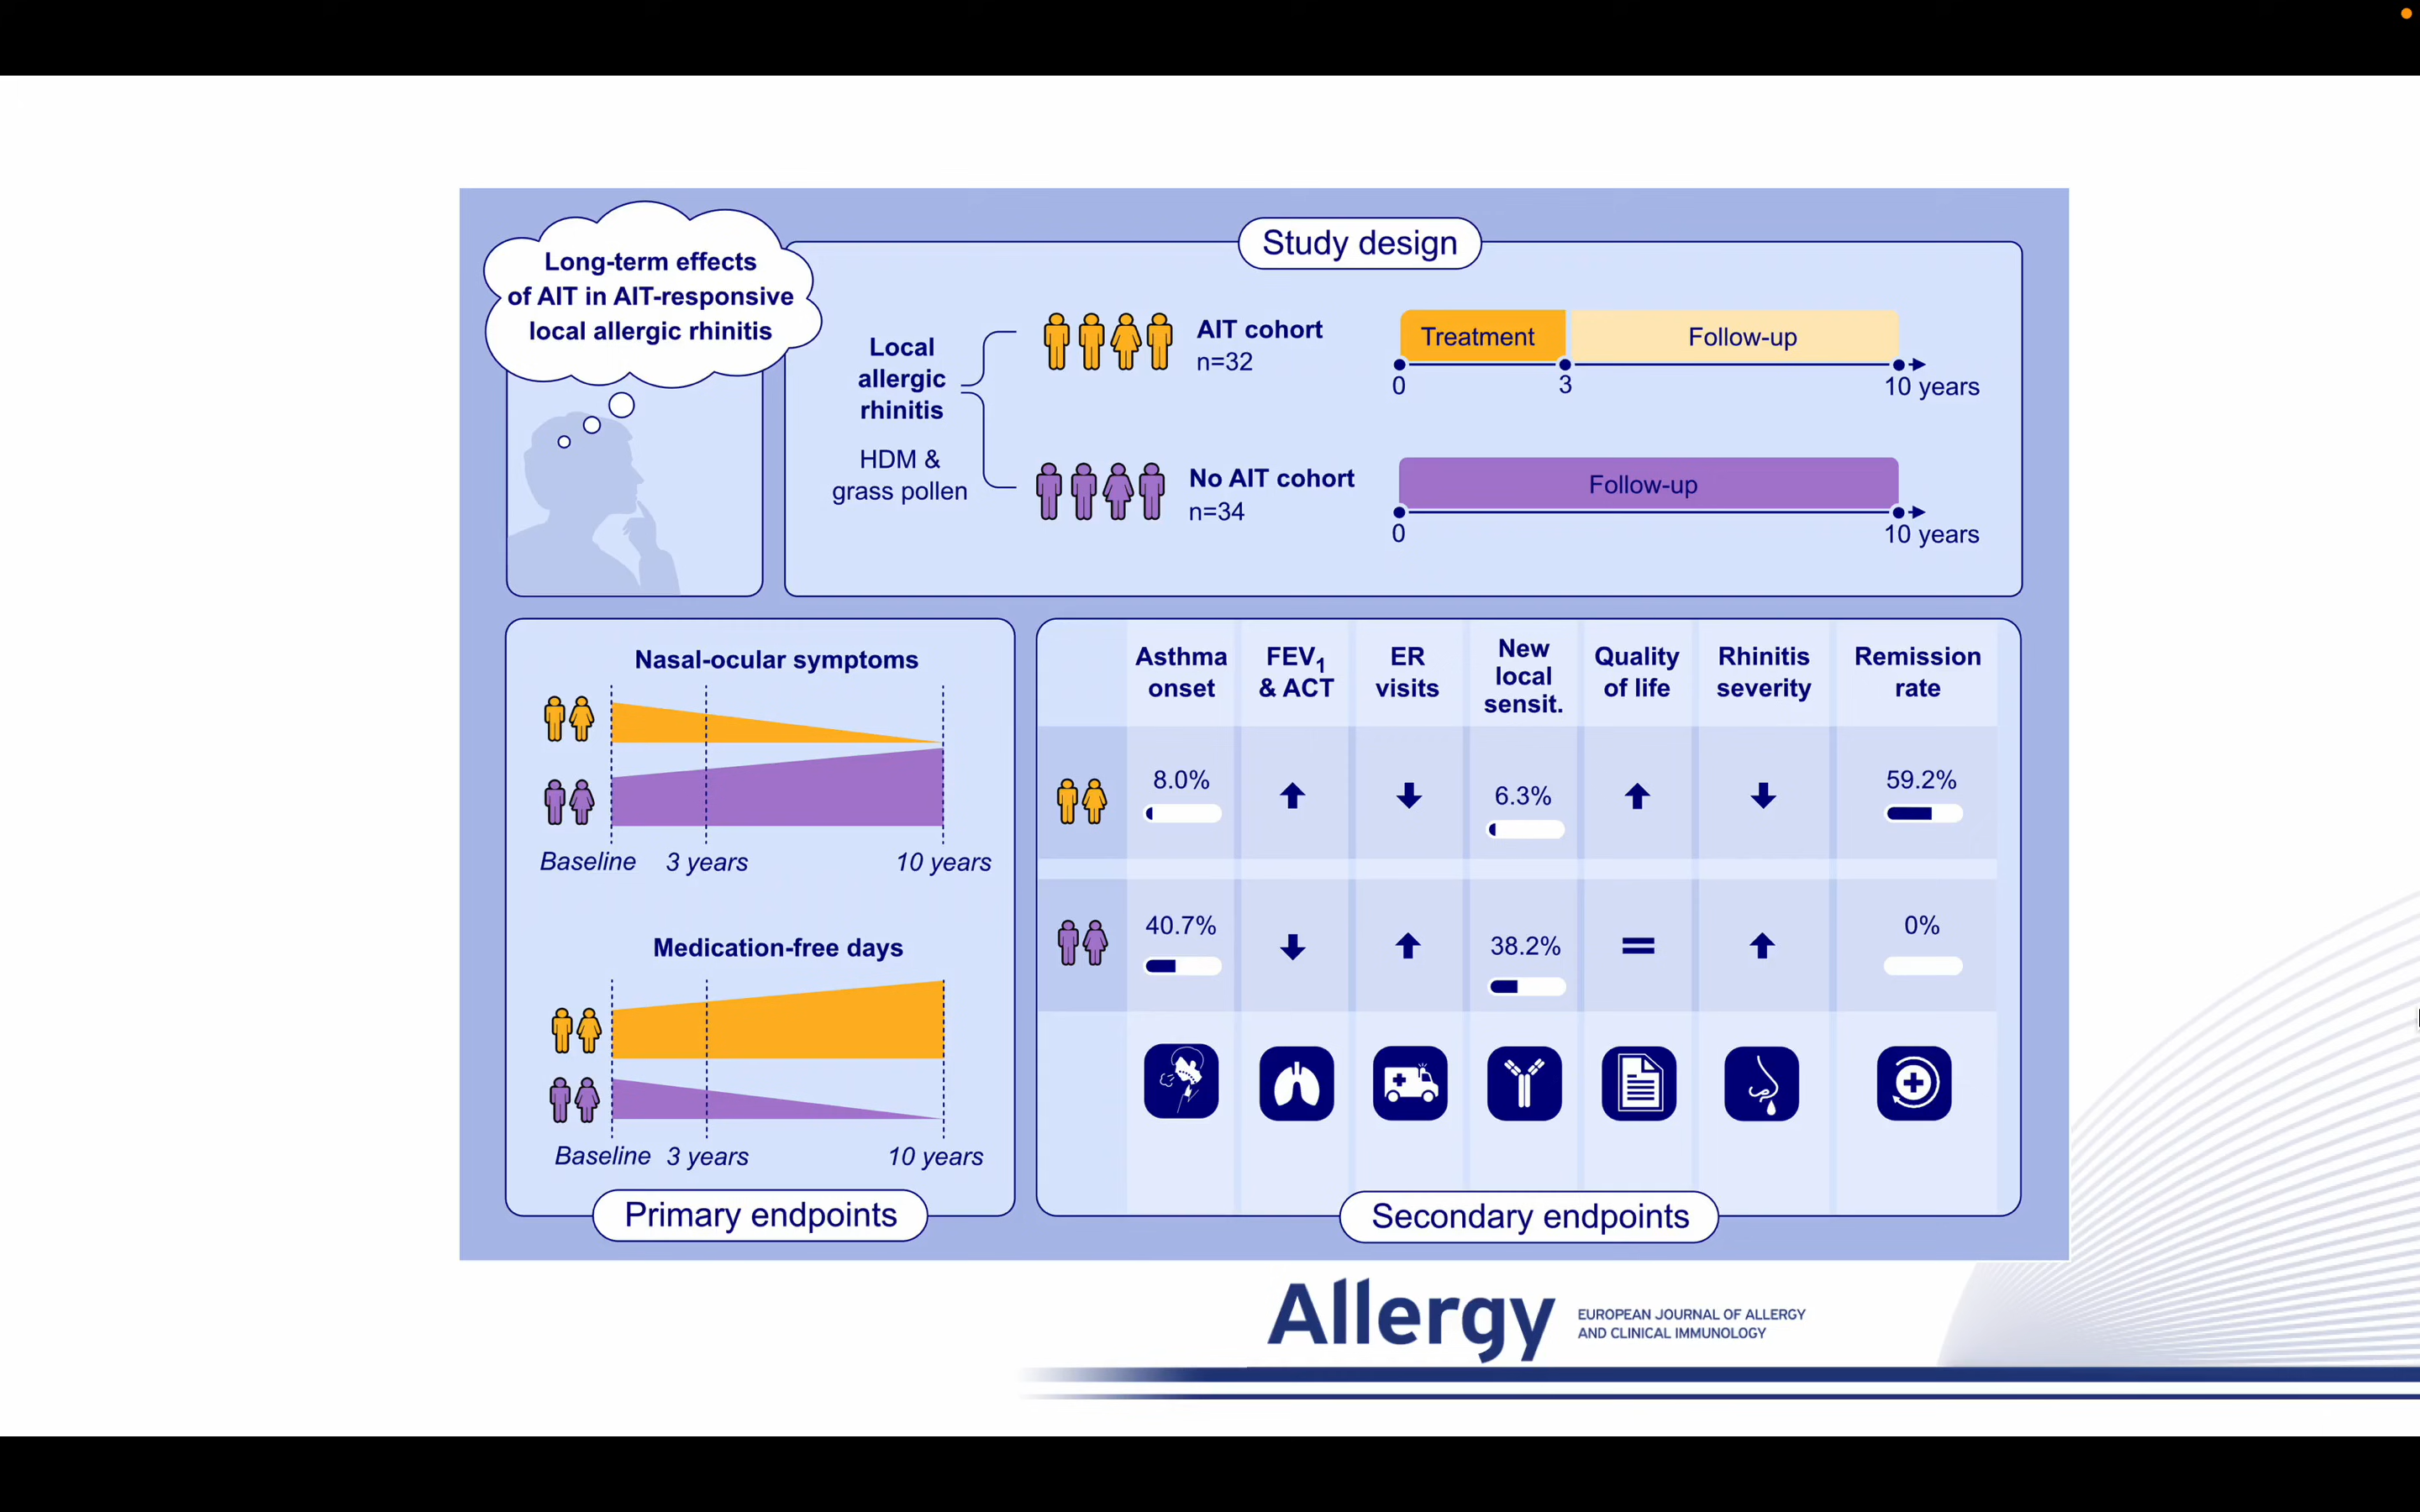 Long-term effects
of AIT in AIT-responsive
local allergic rhinitis
Study design
Local
allergic
rhinitis
HDM &
grass pollen
AIT cohort
n=32
Treatment
Follow-up
0
3
10 years
No AIT cohort
n=34
Follow-up
0
10 years
Nasal-ocular symptoms
Baseline 3 years 10 years
Medication-free days
Baseline 3 years 10 years
Primary endpoints
Asthma
onset
FEV1
& ACT
ER
visits
New
local
sensit.
Quality
of life
Rhinitis
severity
Remission
rate
8.0%
6.3%
59.2%
40.7%
38.2%
=
0%
Secondary endpoints
Allergy
EUROPEAN JOURNAL OF ALLERGY
AND CLINICAL IMMUNOLOGY